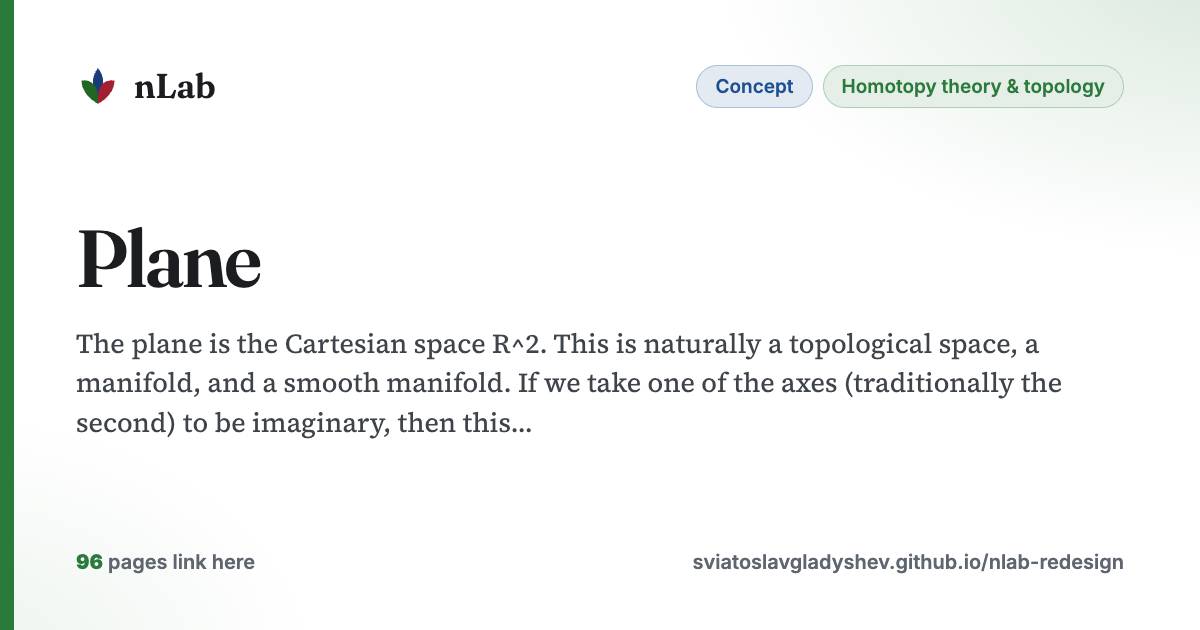 nLab
Concept
Homotopy theory & topology
Plane
The plane is the Cartesian space R^2. This is naturally a topological space, a
manifold, and a smooth manifold. If we take one of the axes (traditionally the
second) to be imaginary, then this...
96 pages link here
sviatoslavgladyshev.github.io/nlab-redesign